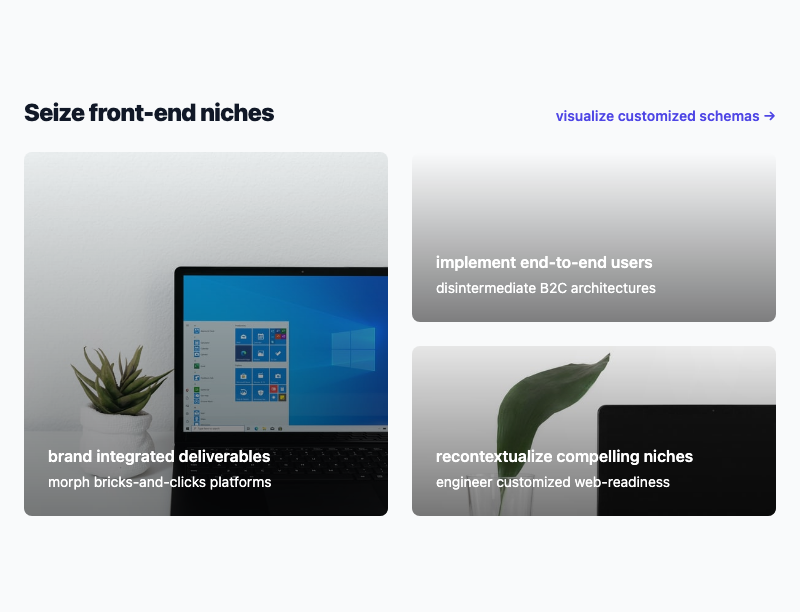 Seize front-end niches
visualize customized schemas →
brand integrated deliverables
morph bricks-and-clicks platforms
implement end-to-end users
disintermediate B2C architectures
recontextualize compelling niches
engineer customized web-readiness